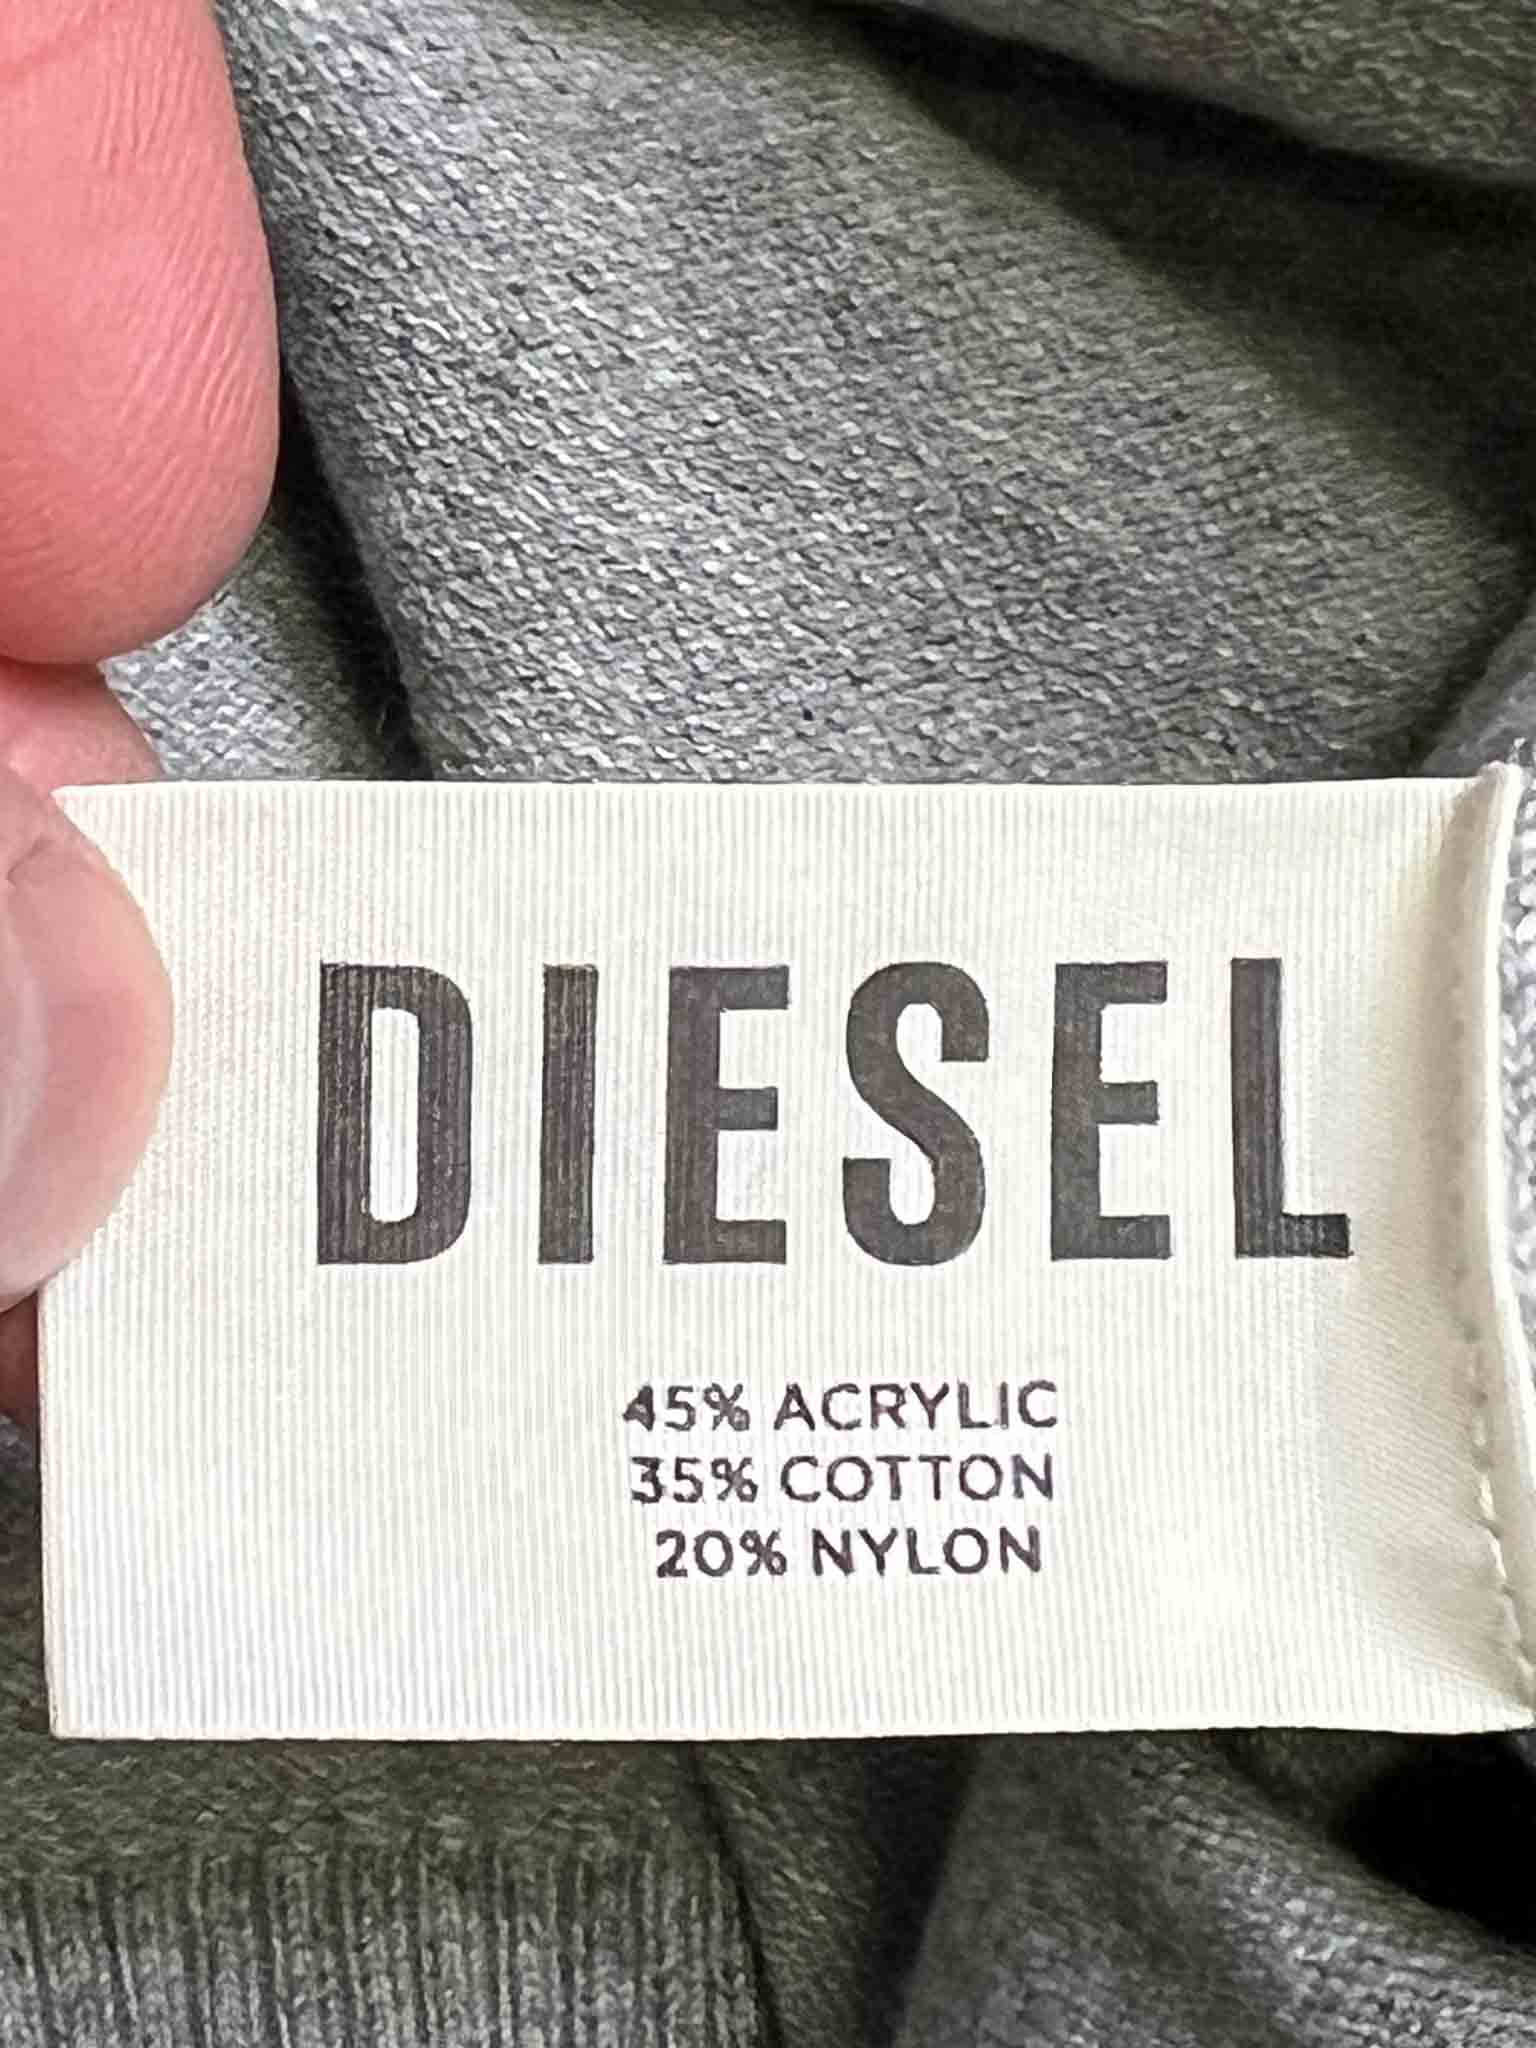 DIESEL
45% ACRYLIC
35% COTTON
20% NYLON